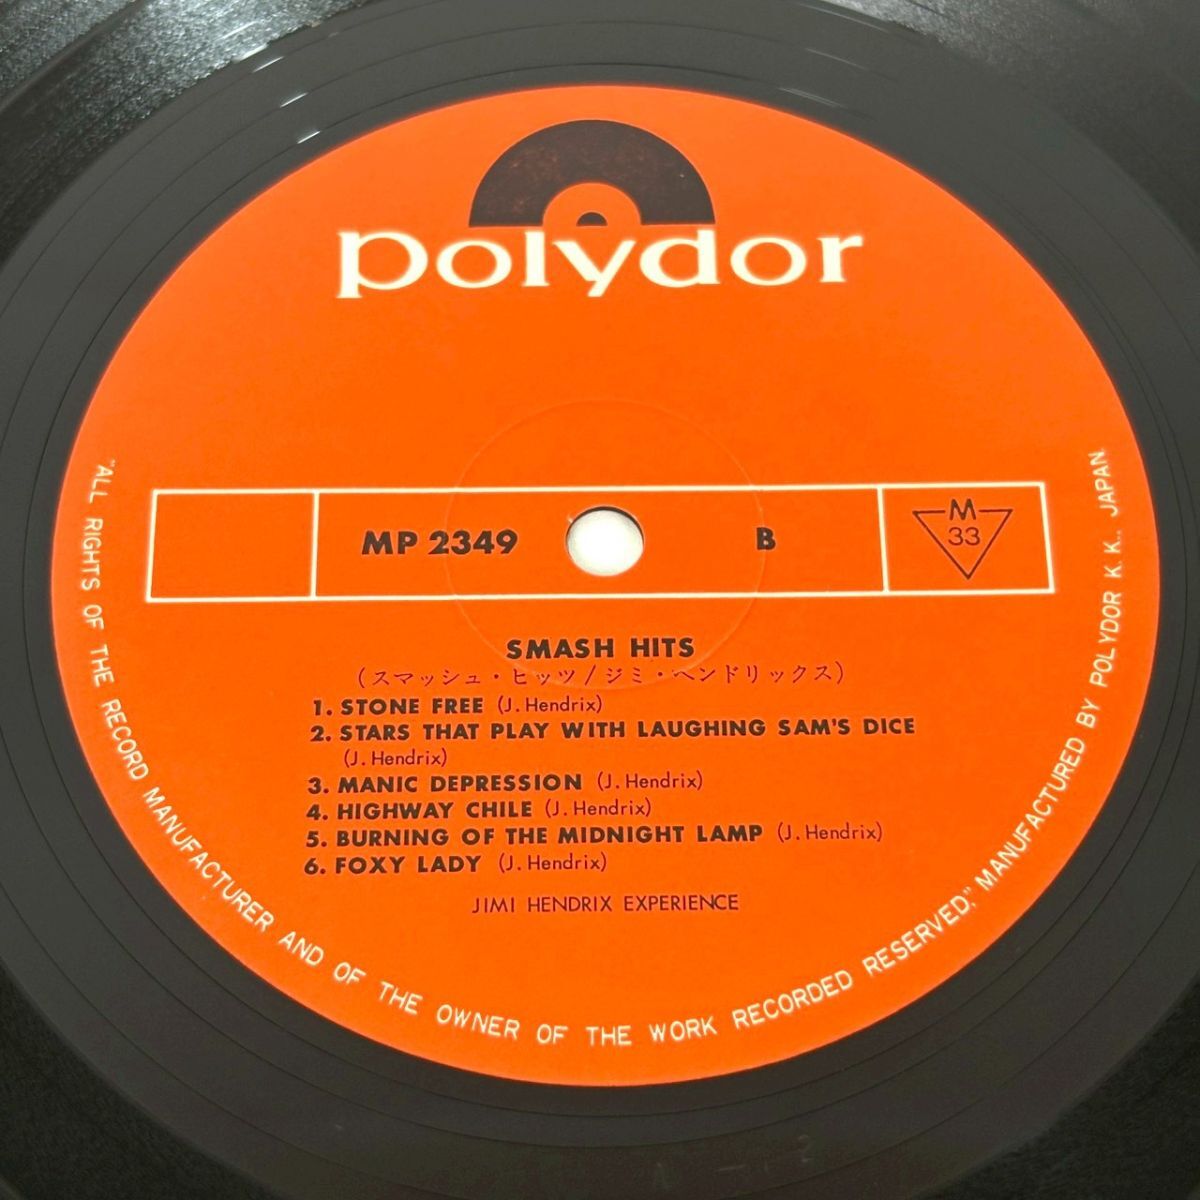 polydor
MP 2349 B M 33
SMASH HITS
(スマッシュ・ヒッツ/ジミ・ヘンドリックス)
1. STONE FREE (J. Hendrix)
2. STARS THAT PLAY WITH LAUGHING SAM'S DICE
(J. Hendrix)
3. MANIC DEPRESSION (J. Hendrix)
4. HIGHWAY CHILE (J. Hendrix)
5. BURNING OF THE MIDNIGHT LAMP (J. Hendrix)
6. FOXY LADY (J. Hendrix)
JIMI HENDRIX EXPERIENCE
"ALL RIGHTS OF THE RECORD MANUFACTURER AND OF THE OWNER OF THE WORK RECORDED RESERVED," MANUFACTURED BY POLYDOR K.K., JAPAN